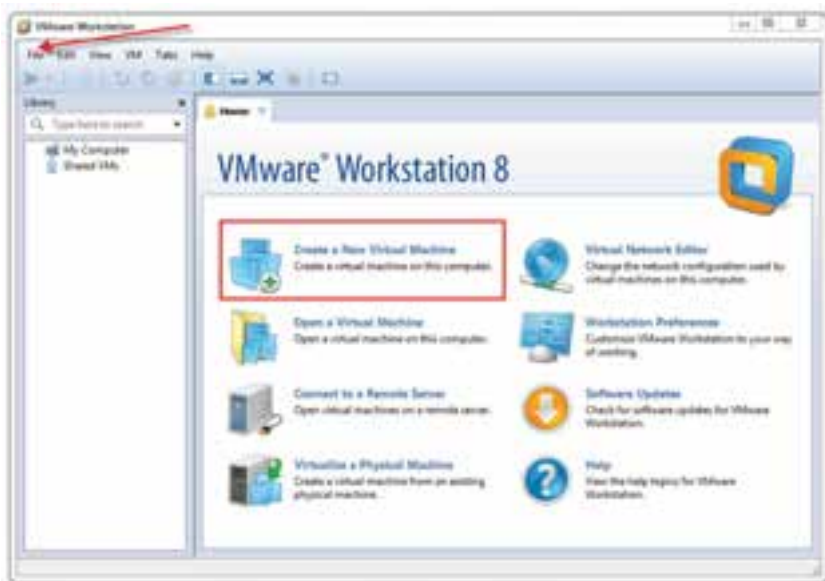 VMware Workstation
File Edit View VM Tabs Help
Library
Type here to search
My Computer
Shared VMs
Home
VMware® Workstation 8
Create a New Virtual Machine
Create a virtual machine on this computer.
Virtual Network Editor
Change the network configuration used by
virtual machines on this computer.
Open a Virtual Machine
Open a virtual machine on this computer.
Workstation Preferences
Customize VMware Workstation to your way
of working.
Connect to a Remote Server
Open virtual machines on a remote server.
Software Updates
Check for software updates for VMware
Workstation.
Virtualize a Physical Machine
Create a virtual machine from an existing
physical machine.
Help
View the help topics for VMware
Workstation.